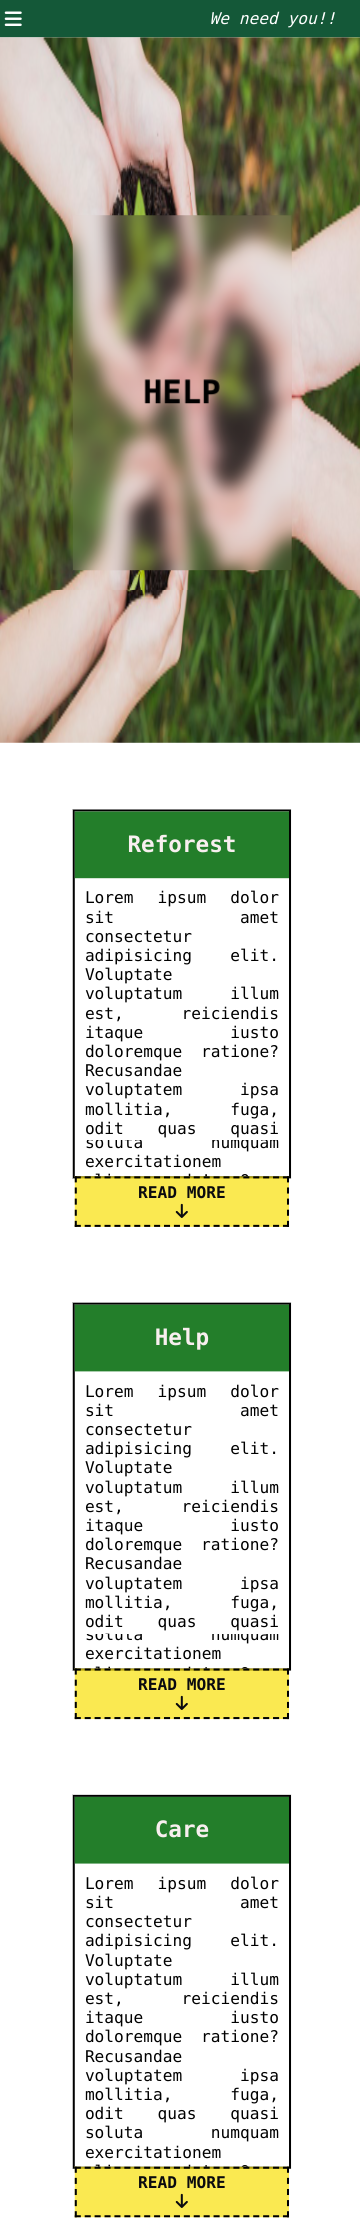 We need you!!
HELP
Reforest
Lorem ipsum dolor
sit amet
consectetur
adipisicing elit.
Voluptate
voluptatum illum
est, reiciendis
itaque iusto
doloremque ratione?
Recusandae
voluptatem ipsa
mollitia, fuga,
odit quas quasi
soluta numquam
exercitationem
READ MORE
Help
Lorem ipsum dolor
sit amet
consectetur
adipisicing elit.
Voluptate
voluptatum illum
est, reiciendis
itaque iusto
doloremque ratione?
Recusandae
voluptatem ipsa
mollitia, fuga,
odit quas quasi
soluta numquam
exercitationem
READ MORE
Care
Lorem ipsum dolor
sit amet
consectetur
adipisicing elit.
Voluptate
voluptatum illum
est, reiciendis
itaque iusto
doloremque ratione?
Recusandae
voluptatem ipsa
mollitia, fuga,
odit quas quasi
soluta numquam
exercitationem
READ MORE